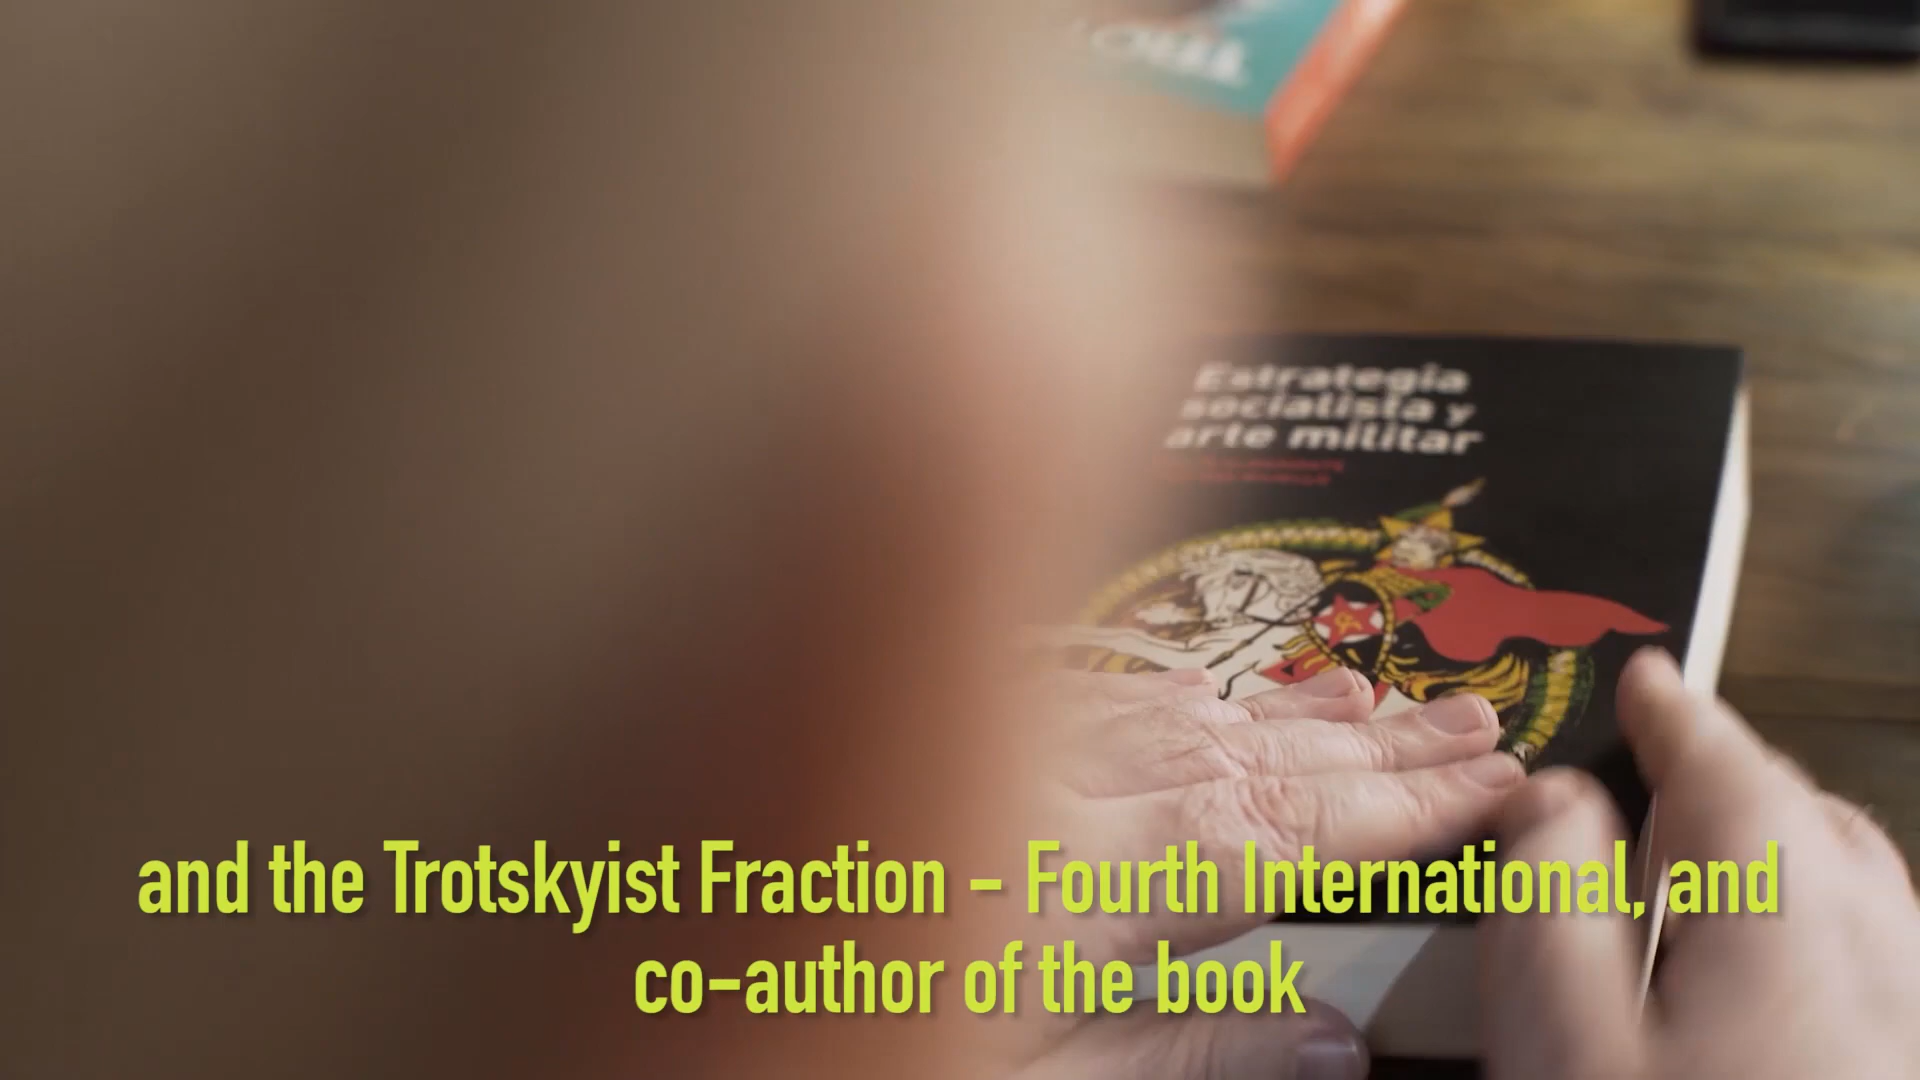 Estrategia
socialista y
arte militar
and the Trotskyist Fraction - Fourth International, and
co-author of the book